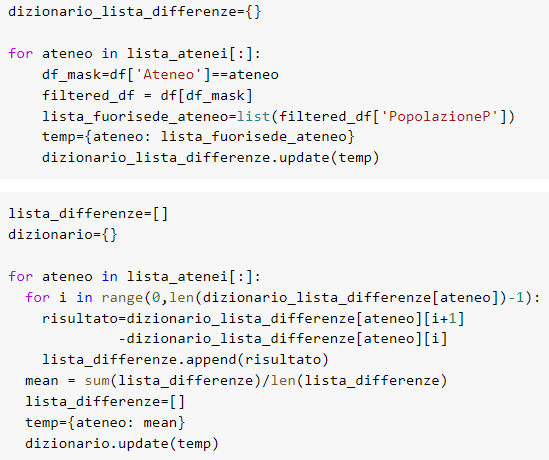 dizionario_lista_differenze={}
for ateneo in lista_atenei[:]:
    df_mask=df['Ateneo']==ateneo
    filtered_df = df[df_mask]
    lista_fuorisede_ateneo=list(filtered_df['PopolazioneP'])
    temp={ateneo: lista_fuorisede_ateneo}
    dizionario_lista_differenze.update(temp)
lista_differenze=[]
dizionario={}
for ateneo in lista_atenei[:]:
  for i in range(0,len(dizionario_lista_differenze[ateneo])-1):
    risultato=dizionario_lista_differenze[ateneo][i+1]
             -dizionario_lista_differenze[ateneo][i]
    lista_differenze.append(risultato)
  mean = sum(lista_differenze)/len(lista_differenze)
  lista_differenze=[]
  temp={ateneo: mean}
  dizionario.update(temp)